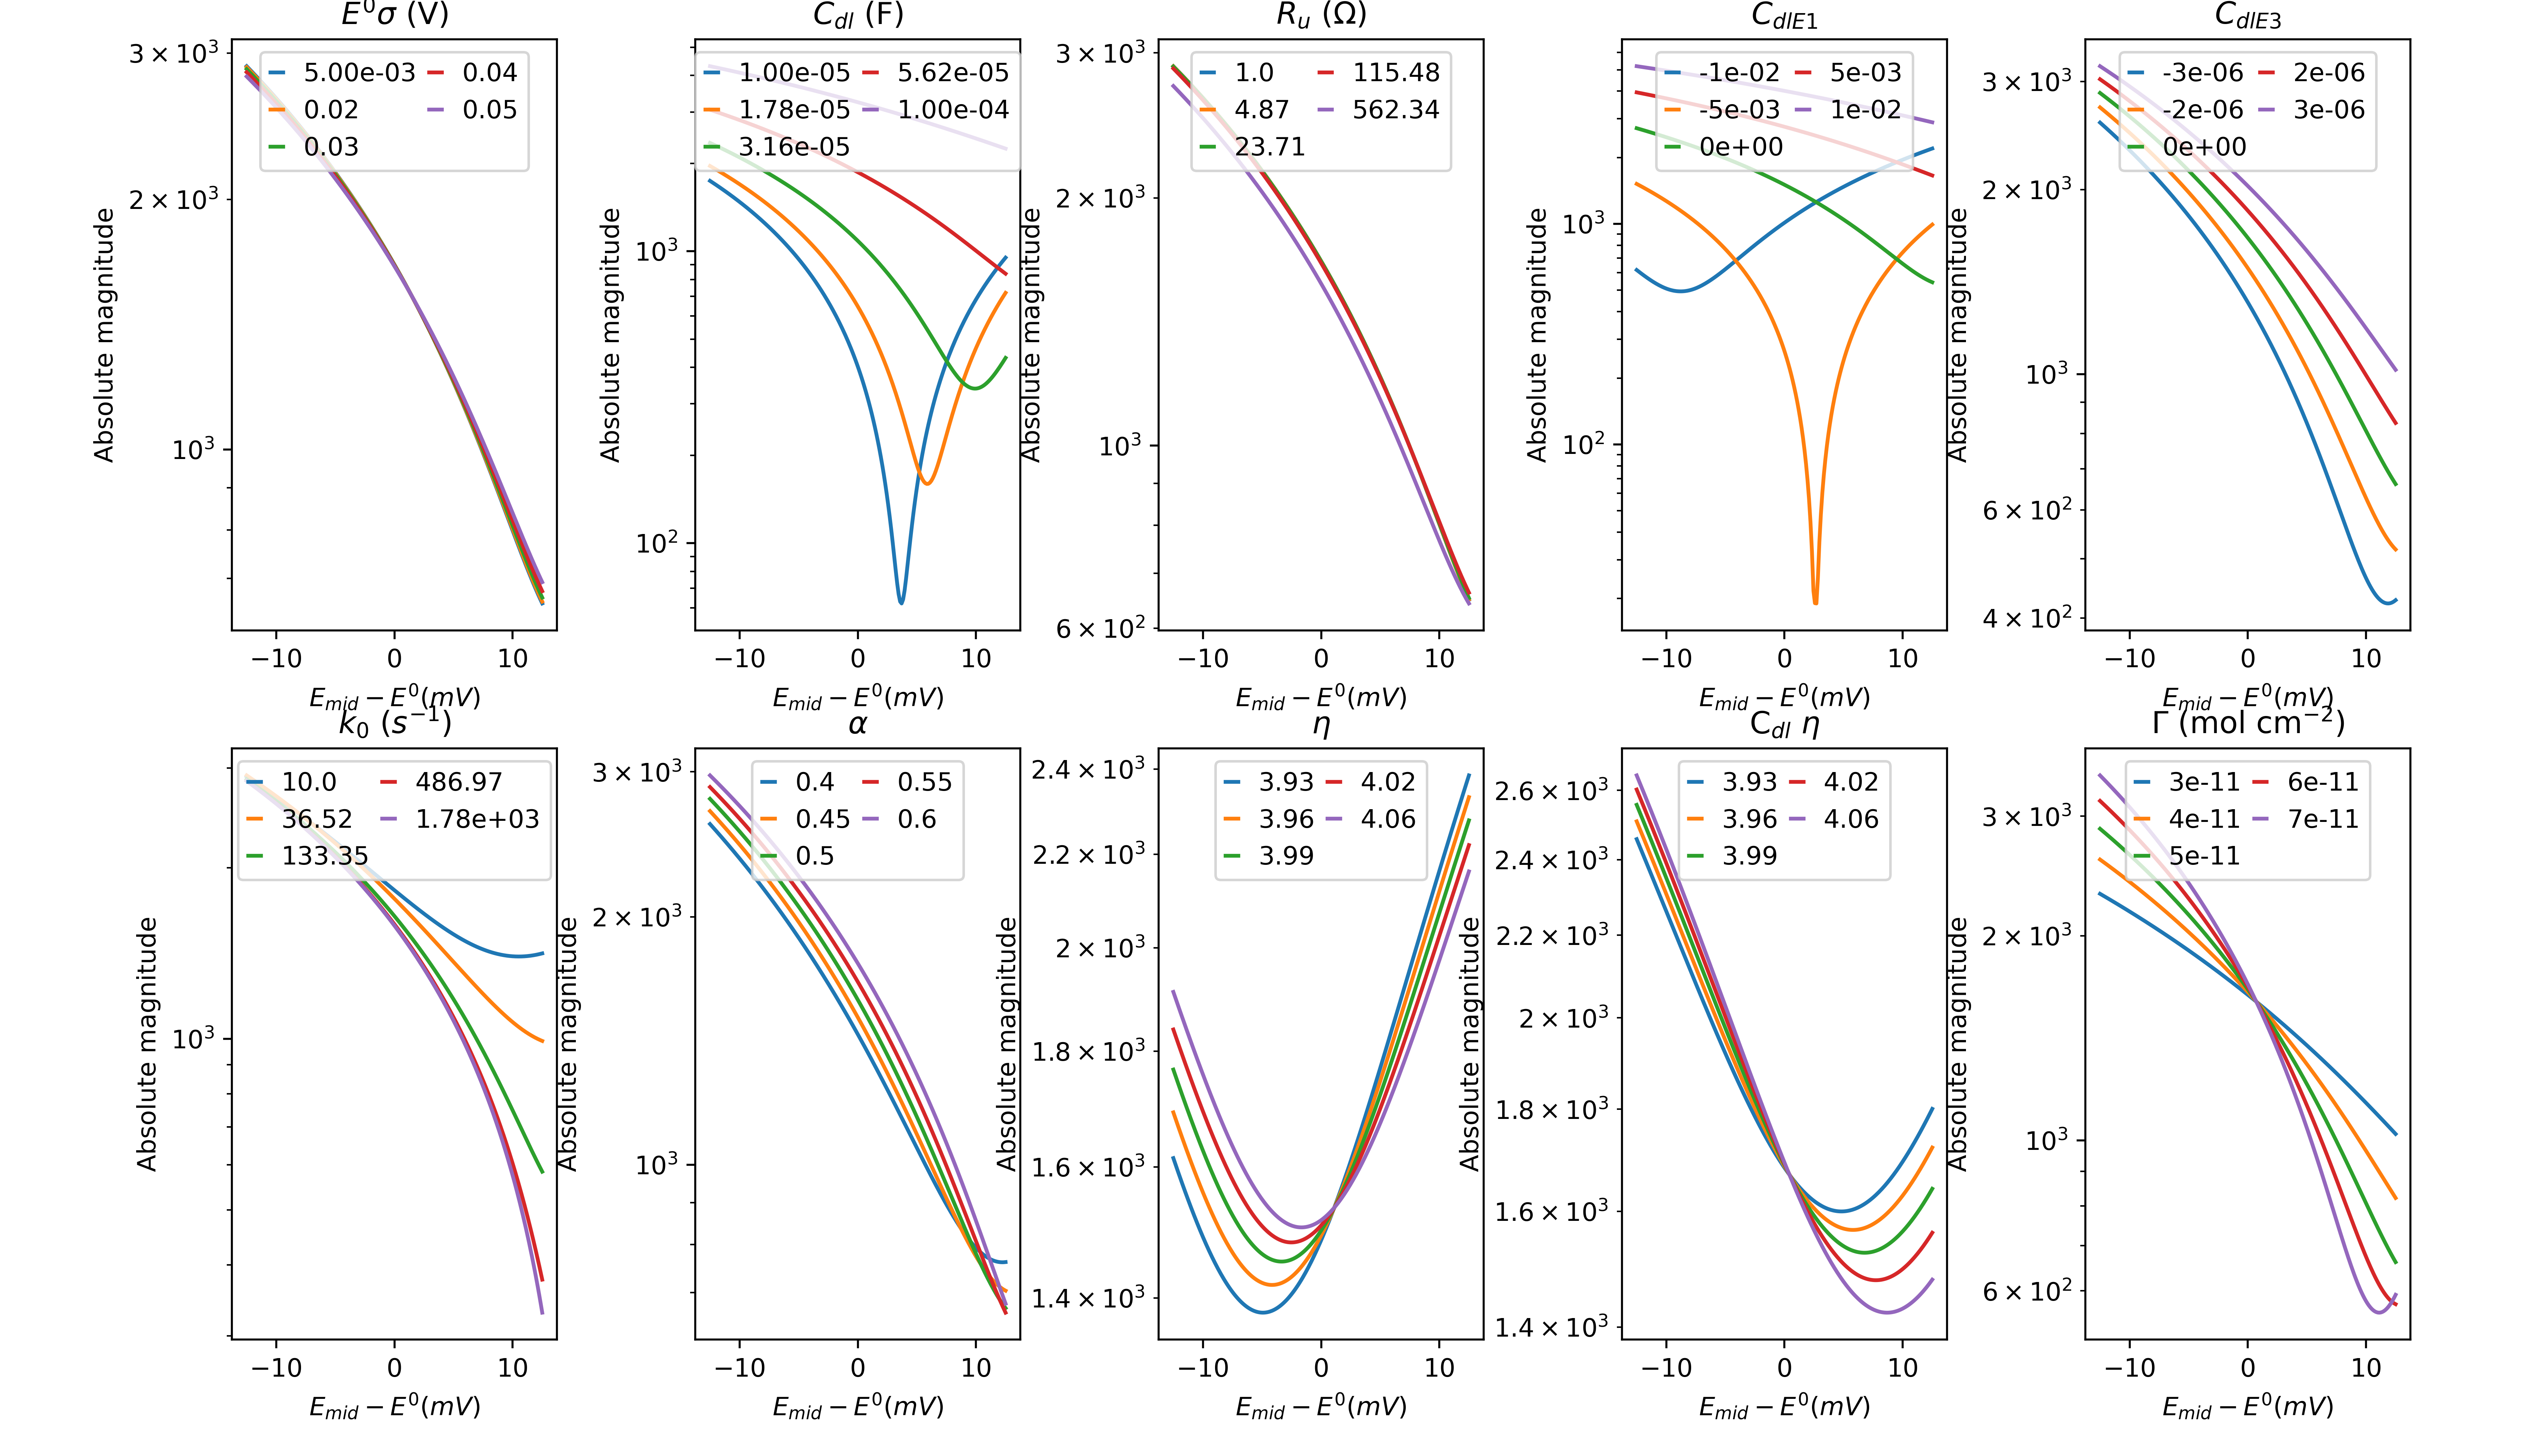 E⁰σ (V)
3 × 10³
2 × 10³
10³
Absolute magnitude
5.00e-03
0.02
0.03
0.04
0.05
−10 0 10
E_mid − E⁰(mV)
C_dl (F)
10³
10²
Absolute magnitude
1.00e-05
1.78e-05
3.16e-05
5.62e-05
1.00e-04
−10 0 10
E_mid − E⁰(mV)
R_u (Ω)
3 × 10³
2 × 10³
10³
6 × 10²
Absolute magnitude
1.0
4.87
23.71
115.48
562.34
−10 0 10
E_mid − E⁰(mV)
C_dlE1
10³
10²
Absolute magnitude
-1e-02
-5e-03
0e+00
5e-03
1e-02
−10 0 10
E_mid − E⁰(mV)
C_dlE3
3 × 10³
2 × 10³
10³
6 × 10²
4 × 10²
Absolute magnitude
-3e-06
-2e-06
0e+00
2e-06
3e-06
−10 0 10
E_mid − E⁰(mV)
k₀ (s⁻¹)
10³
Absolute magnitude
10.0
36.52
133.35
486.97
1.78e+03
−10 0 10
E_mid − E⁰(mV)
α
3 × 10³
2 × 10³
10³
Absolute magnitude
0.4
0.45
0.5
0.55
0.6
−10 0 10
E_mid − E⁰(mV)
η
2.4 × 10³
2.2 × 10³
2 × 10³
1.8 × 10³
1.6 × 10³
1.4 × 10³
Absolute magnitude
3.93
3.96
3.99
4.02
4.06
−10 0 10
E_mid − E⁰(mV)
C_dl η
2.6 × 10³
2.4 × 10³
2.2 × 10³
2 × 10³
1.8 × 10³
1.6 × 10³
1.4 × 10³
Absolute magnitude
3.93
3.96
3.99
4.02
4.06
−10 0 10
E_mid − E⁰(mV)
Γ (mol cm⁻²)
3 × 10³
2 × 10³
10³
6 × 10²
Absolute magnitude
3e-11
4e-11
5e-11
6e-11
7e-11
−10 0 10
E_mid − E⁰(mV)